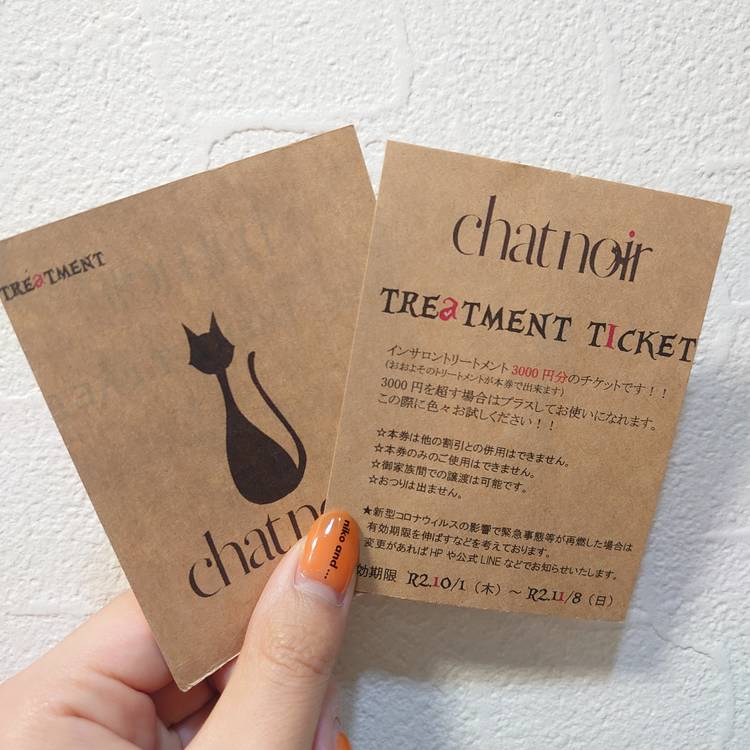 TREaTMENT
chatno
niko and ...
chatnoir
TREaTMENT TICKET
インサロントリートメント 3000 円分のチケットです！！
(おおよそのトリートメントが本券で出来ます)
3000 円を超す場合はプラスしてお使いになれます。
この際に色々お試しください！！
☆本券は他の割引との併用はできません。
☆本券のみのご使用はできません。
☆御家族間での譲渡は可能です。
☆おつりは出ません。
★新型コロナウィルスの影響で緊急事態等が再燃した場合は
有効期限を伸ばすなどを考えております。
変更があればHPや公式LINEなどでお知らせいたします。
効期限 R2.10/1（木）～ R2.11/8（日）